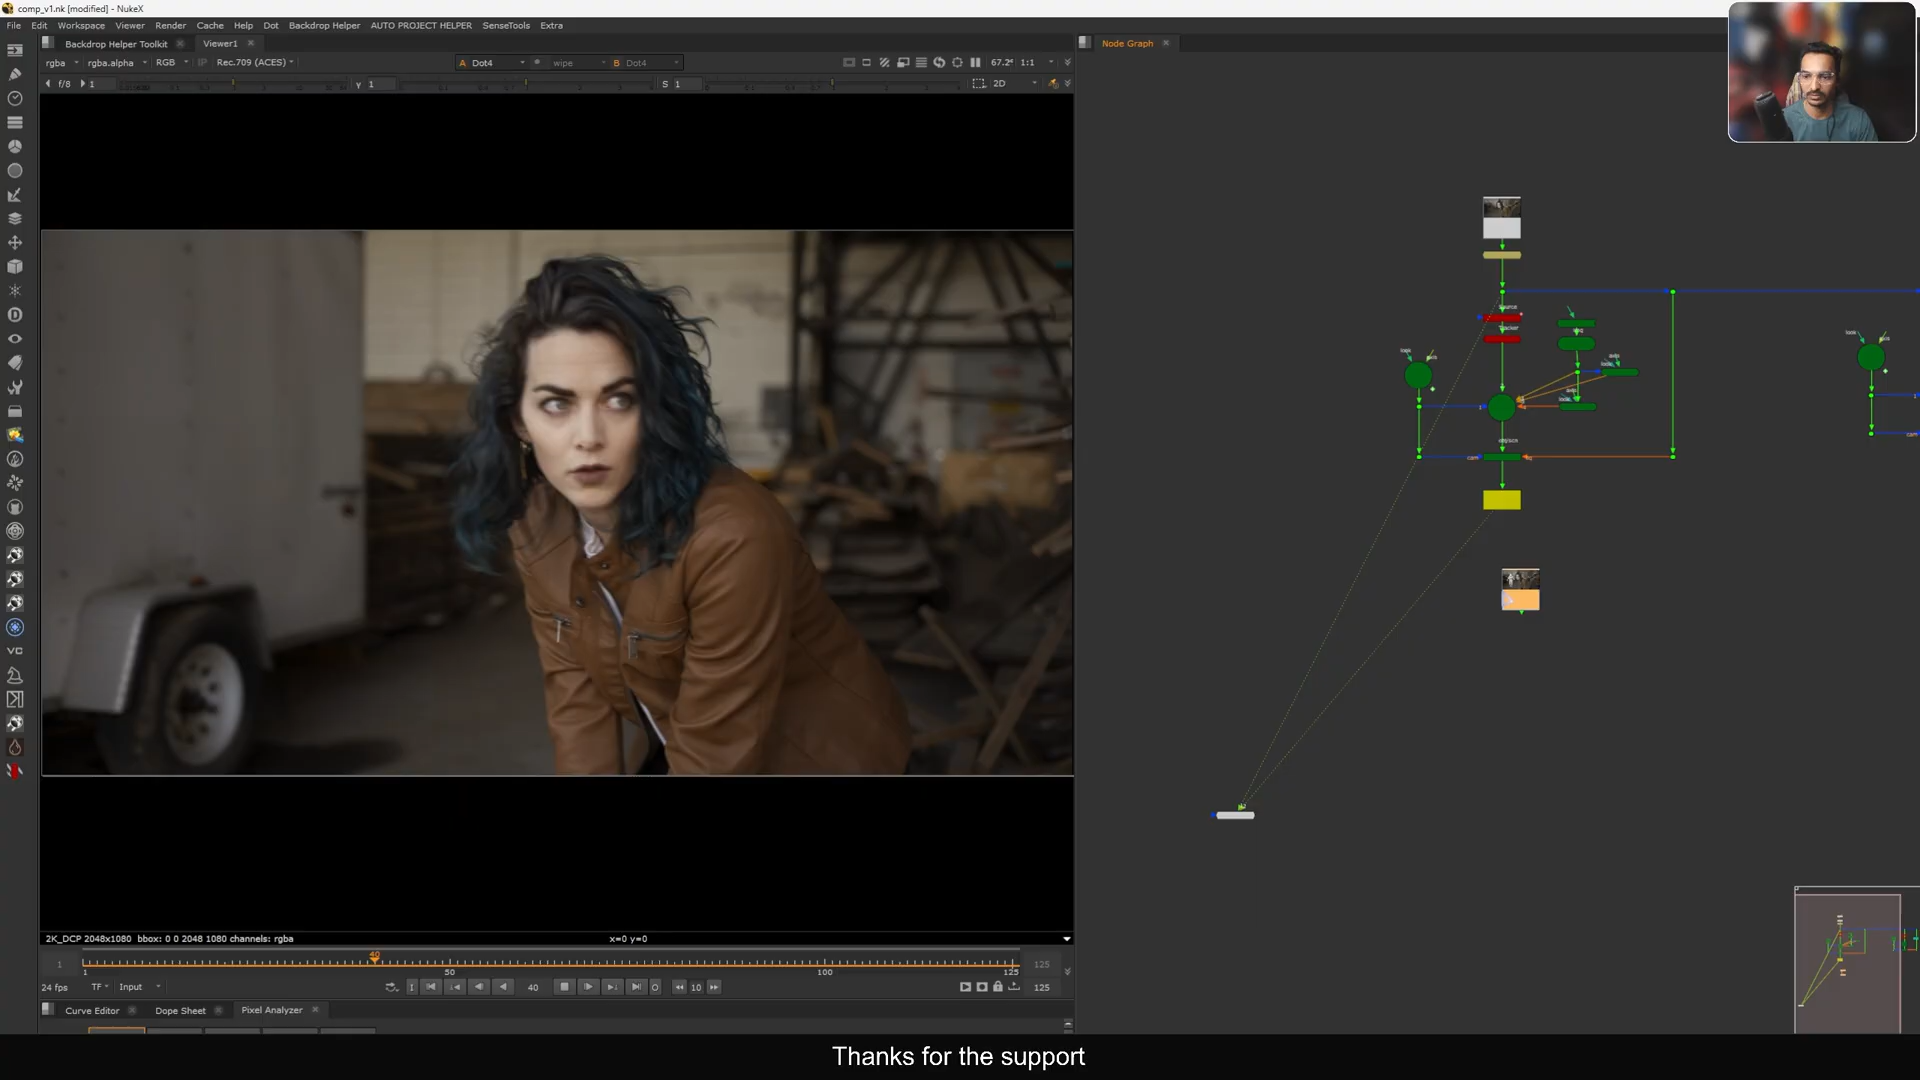 comp_v1.nk [modified] - NukeX
File Edit Workspace Viewer Render Cache Help Dot Backdrop Helper AUTO PROJECT HELPER SenseTools Extra
Backdrop Helper Toolkit Viewer1 Node Graph
rgba rgba.alpha RGB IP Rec.709 (ACES) A Dot4 wipe B Dot4 67.2* 1:1
f/8 1 Y 1 S 1 2D
cam
2K_DCP 2048x1080 bbox: 0 0 2048 1080 channels: rgba x=0 y=0
1 40 125
1 50 100 125
24 fps TF Input 40 10 125
Curve Editor Dope Sheet Pixel Analyzer
Thanks for the support